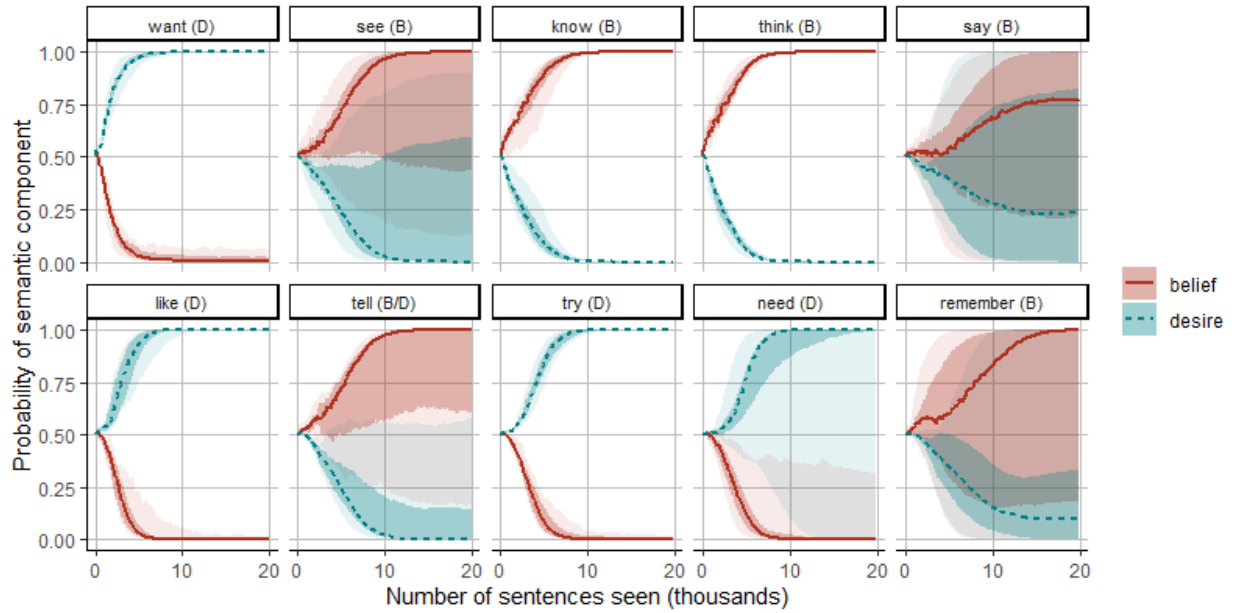 want (D) see (B) know (B) think (B) say (B)
1.00
0.75
0.50
0.25
0.00
like (D) tell (B/D) try (D) need (D) remember (B)
1.00
0.75
0.50
0.25
0.00
0 10 20 0 10 20 0 10 20 0 10 20 0 10 20
Number of sentences seen (thousands)
Probability of semantic component
belief
desire